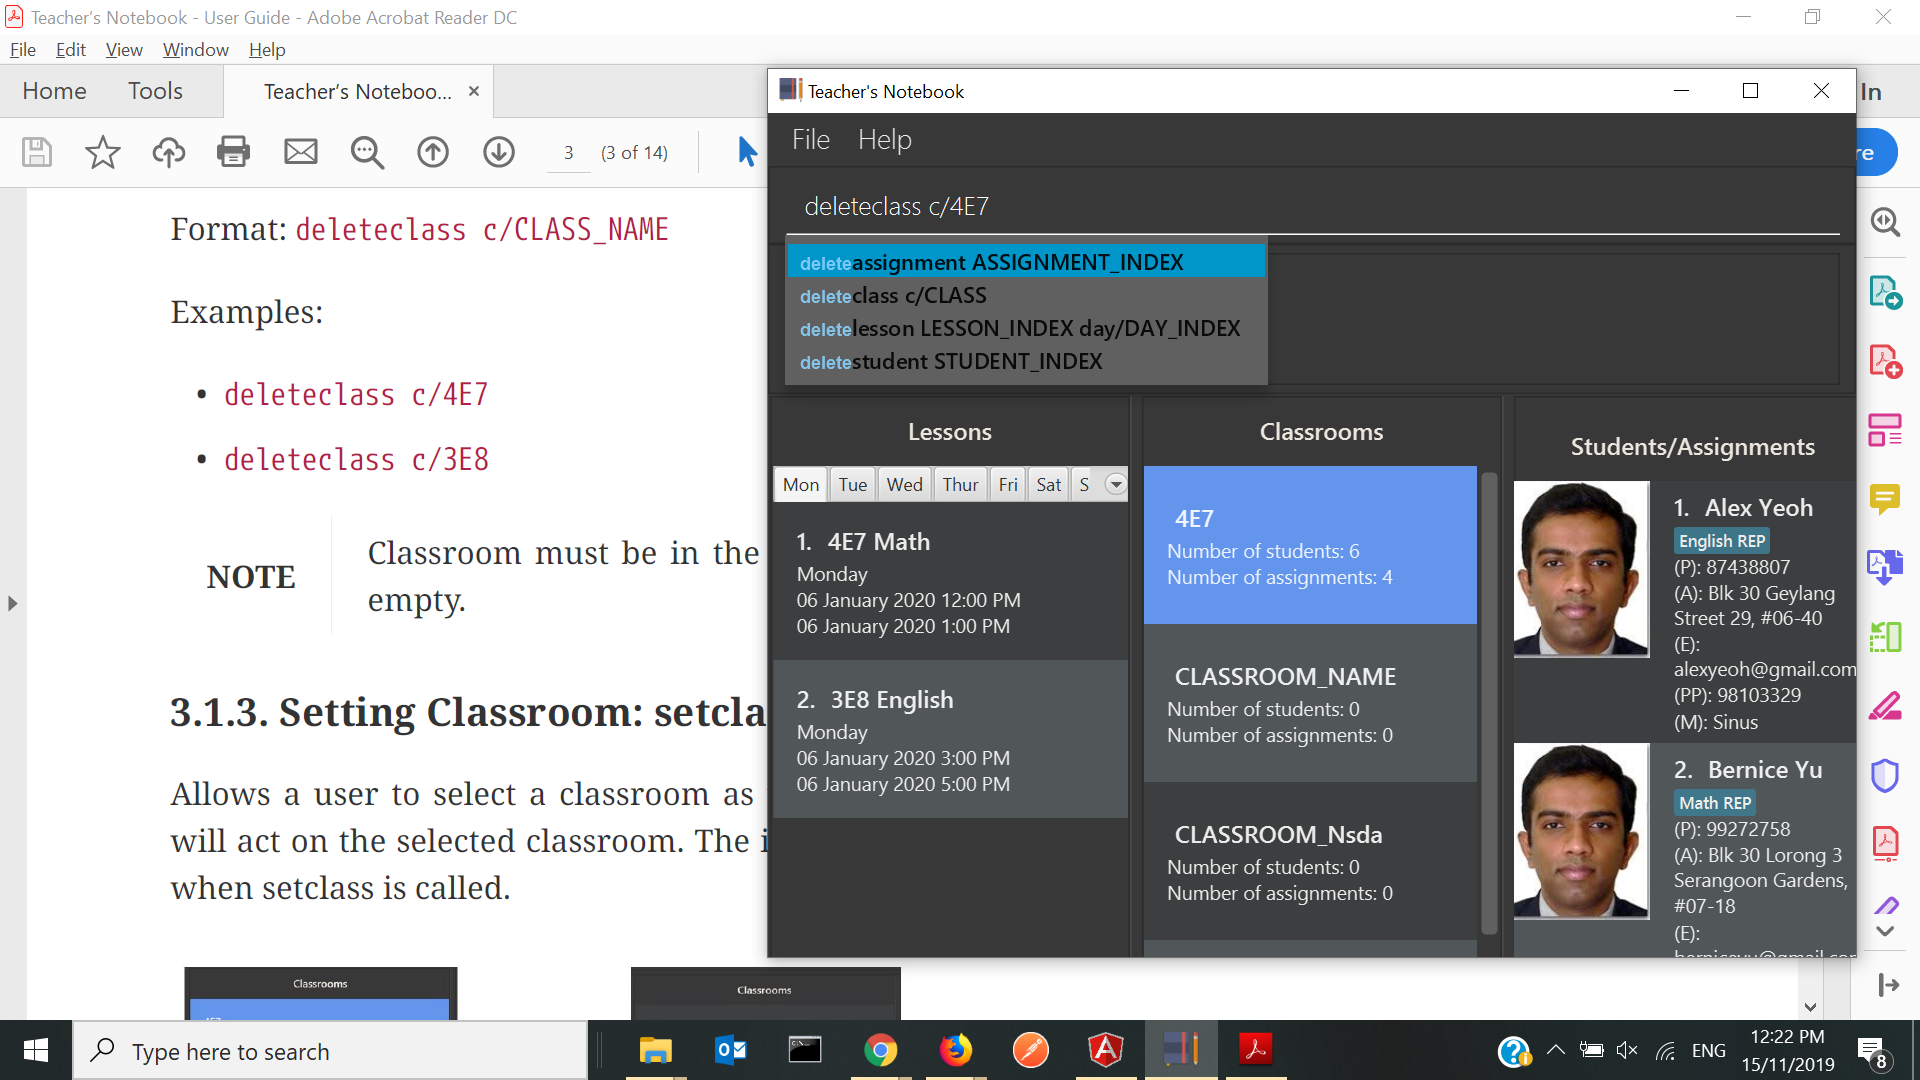 Teacher's Notebook - User Guide - Adobe Acrobat Reader DC
File Edit View Window Help
Home Tools Teacher's Noteboo... ×
3 (3 of 14)
Format: deleteclass c/CLASS_NAME
Examples:
• deleteclass c/4E7
• deleteclass c/3E8
NOTE
Classroom must be in the
empty.
3.1.3. Setting Classroom: setcla
Allows a user to select a classroom as
will act on the selected classroom. The i
when setclass is called.
Classrooms
Classrooms
In
re
Teacher's Notebook
File Help
deleteclass c/4E7
deleteassignment ASSIGNMENT_INDEX
deleteclass c/CLASS
deletelesson LESSON_INDEX day/DAY_INDEX
deletestudent STUDENT_INDEX
Lessons
Mon Tue Wed Thur Fri Sat S
1. 4E7 Math
Monday
06 January 2020 12:00 PM
06 January 2020 1:00 PM
2. 3E8 English
Monday
06 January 2020 3:00 PM
06 January 2020 5:00 PM
Classrooms
4E7
Number of students: 6
Number of assignments: 4
CLASSROOM_NAME
Number of students: 0
Number of assignments: 0
CLASSROOM_Nsda
Number of students: 0
Number of assignments: 0
Students/Assignments
1. Alex Yeoh
English REP
(P): 87438807
(A): Blk 30 Geylang
Street 29, #06-40
(E):
alexyeoh@gmail.com
(PP): 98103329
(M): Sinus
2. Bernice Yu
Math REP
(P): 99272758
(A): Blk 30 Lorong 3
Serangoon Gardens,
#07-18
(E):
Type here to search
ENG
12:22 PM
15/11/2019
8